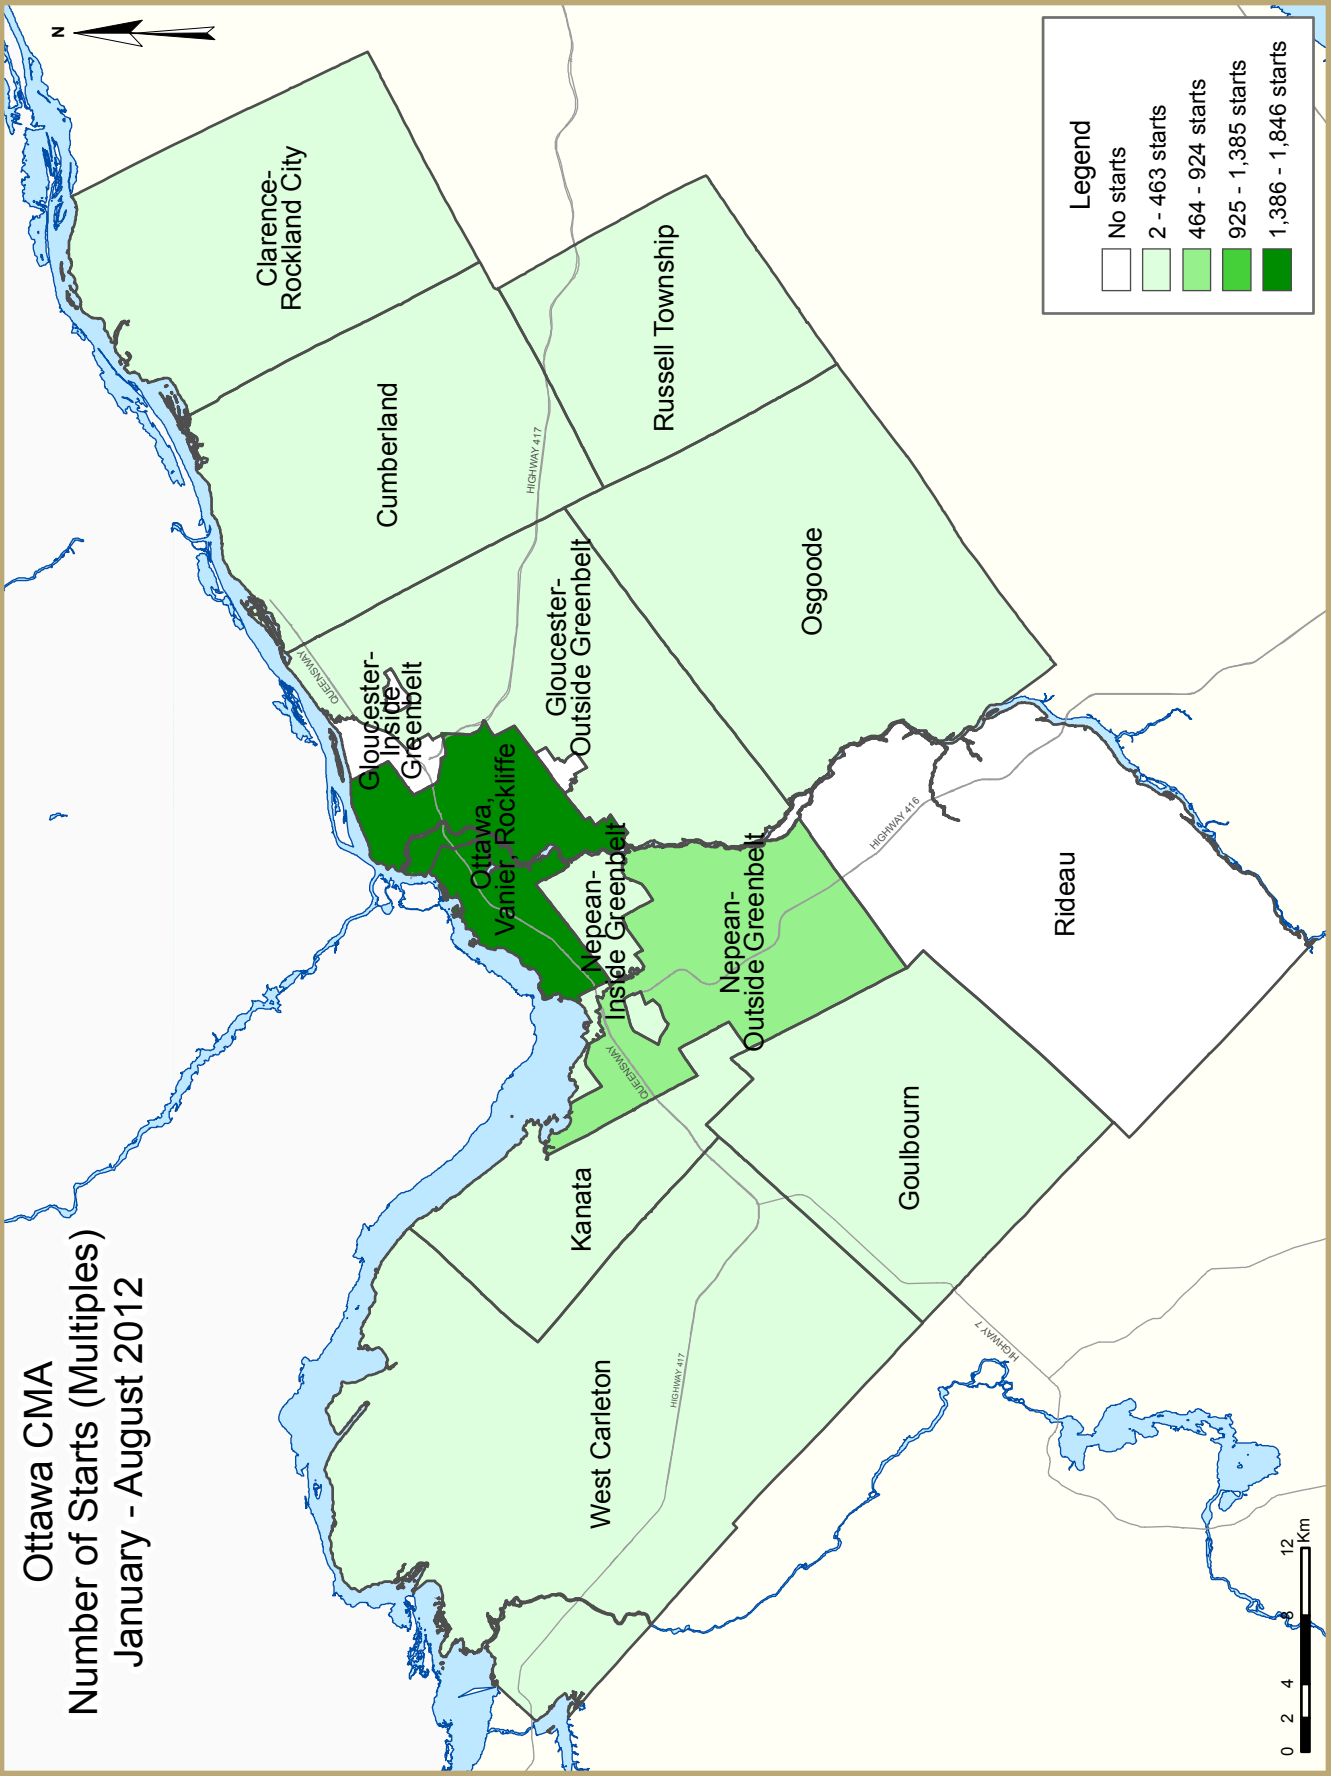 Ottawa CMA
Number of Starts (Multiples)
January - August 2012
N
Clarence-
Rockland City
Cumberland
Russell Township
HIGHWAY 417
QUEENSWAY
Gloucester-
Inside
Greenbelt
Gloucester-
Outside Greenbelt
Osgoode
Ottawa,
Vanier, Rockliffe
Nepean-
Inside Greenbelt
Nepean-
Outside Greenbelt
HIGHWAY 416
Rideau
QUEENSWAY
Kanata
Goulbourn
West Carleton
HIGHWAY 417
HIGHWAY 7
Legend
No starts
2 - 463 starts
464 - 924 starts
925 - 1,385 starts
1,386 - 1,846 starts
0 2 4 8 12
Km